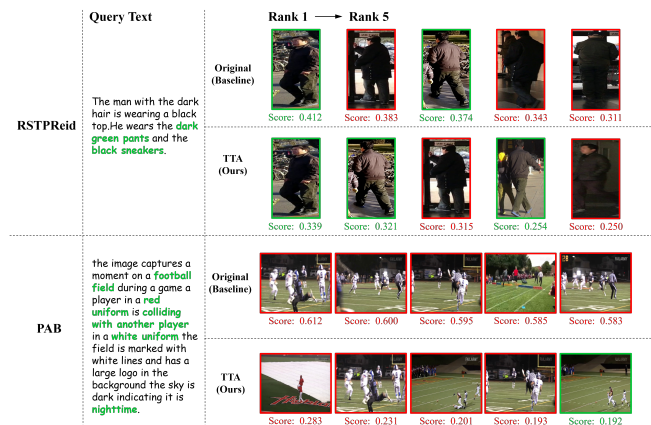 Query Text
Rank 1 → Rank 5
RSTPReid
The man with the dark
hair is wearing a black
top.He wears the dark
green pants and the
black sneakers.
Original
(Baseline)
Score: 0.412
Score: 0.383
Score: 0.374
Score: 0.343
Score: 0.311
TTA
(Ours)
Score: 0.339
Score: 0.321
Score: 0.315
Score: 0.254
Score: 0.250
PAB
the image captures a
moment on a football
field during a game a
player in a red
uniform is colliding
with another player
in a white uniform the
field is marked with
white lines and has a
large logo in the
background the sky is
dark indicating it is
nighttime.
Original
(Baseline)
Score: 0.612
Score: 0.600
Score: 0.595
Score: 0.585
Score: 0.583
TTA
(Ours)
Score: 0.283
Score: 0.231
Score: 0.201
Score: 0.193
Score: 0.192